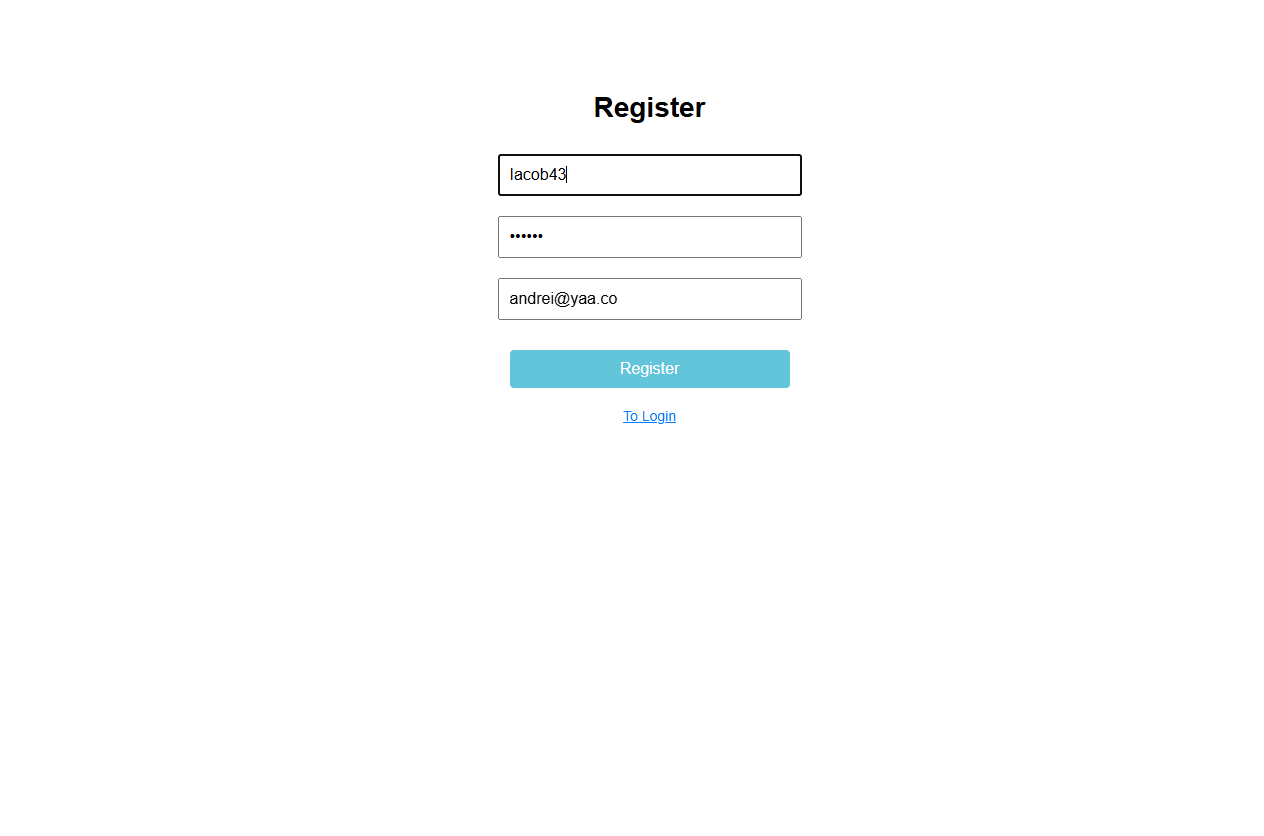 Register
Iacob43
••••••
andrei@yaa.co
Register
To Login